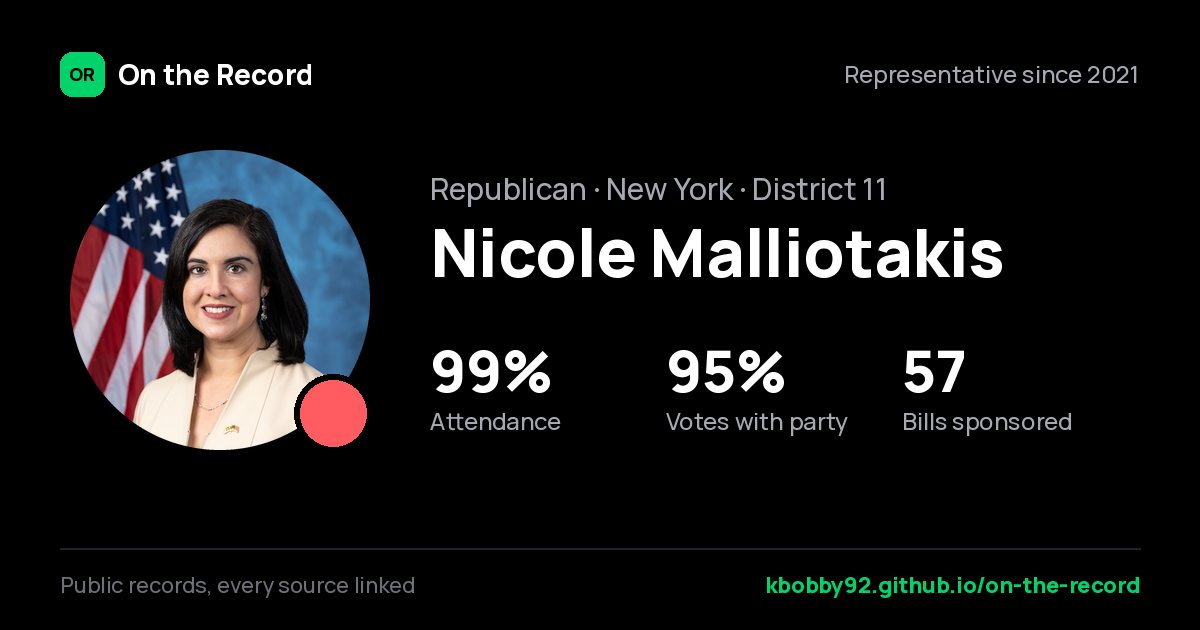 OR On the Record
Representative since 2021
Republican · New York · District 11
Nicole Malliotakis
99% 95% 57
Attendance Votes with party Bills sponsored
Public records, every source linked
kbobby92.github.io/on-the-record